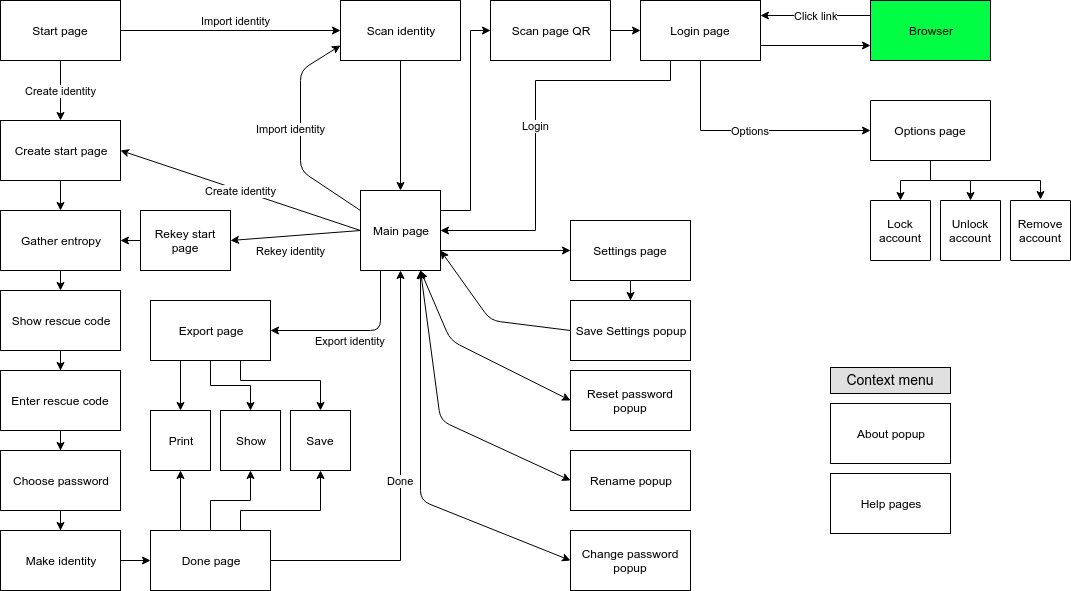 Start page
Import identity
Scan identity
Scan page QR
Login page
Click link
Browser
Create identity
Import identity
Login
Options
Options page
Create start page
Create identity
Gather entropy
Rekey start
page
Rekey identity
Main page
Settings page
Lock
account
Unlock
account
Remove
account
Show rescue code
Export page
Export identity
Save Settings popup
Enter rescue code
Reset password
popup
Context menu
Print
Show
Save
About popup
Choose password
Done
Rename popup
Help pages
Make identity
Done page
Change password
popup